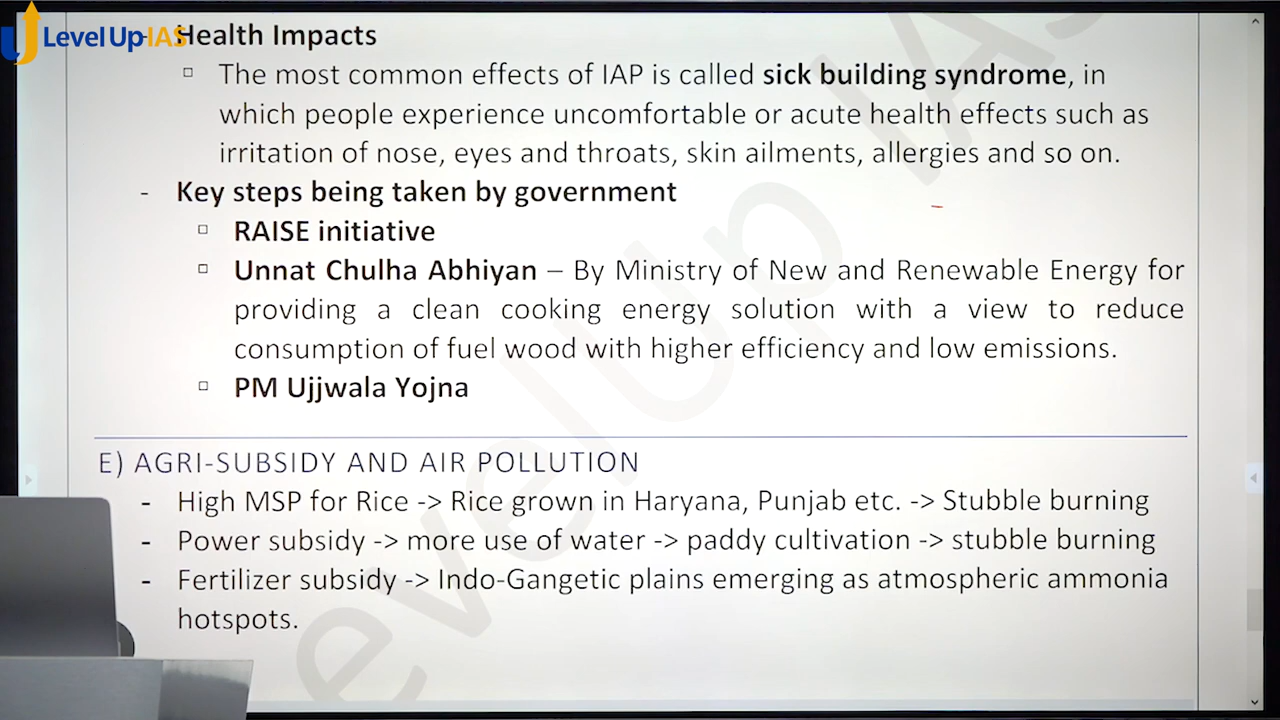 Level Up IAS
Health Impacts
▫ The most common effects of IAP is called sick building syndrome, in
which people experience uncomfortable or acute health effects such as
irritation of nose, eyes and throats, skin ailments, allergies and so on.
- Key steps being taken by government
▫ RAISE initiative
▫ Unnat Chulha Abhiyan – By Ministry of New and Renewable Energy for
providing a clean cooking energy solution with a view to reduce
consumption of fuel wood with higher efficiency and low emissions.
▫ PM Ujjwala Yojna
E) AGRI-SUBSIDY AND AIR POLLUTION
- High MSP for Rice -> Rice grown in Haryana, Punjab etc. -> Stubble burning
- Power subsidy -> more use of water -> paddy cultivation -> stubble burning
- Fertilizer subsidy -> Indo-Gangetic plains emerging as atmospheric ammonia
hotspots.
Level Up IAS